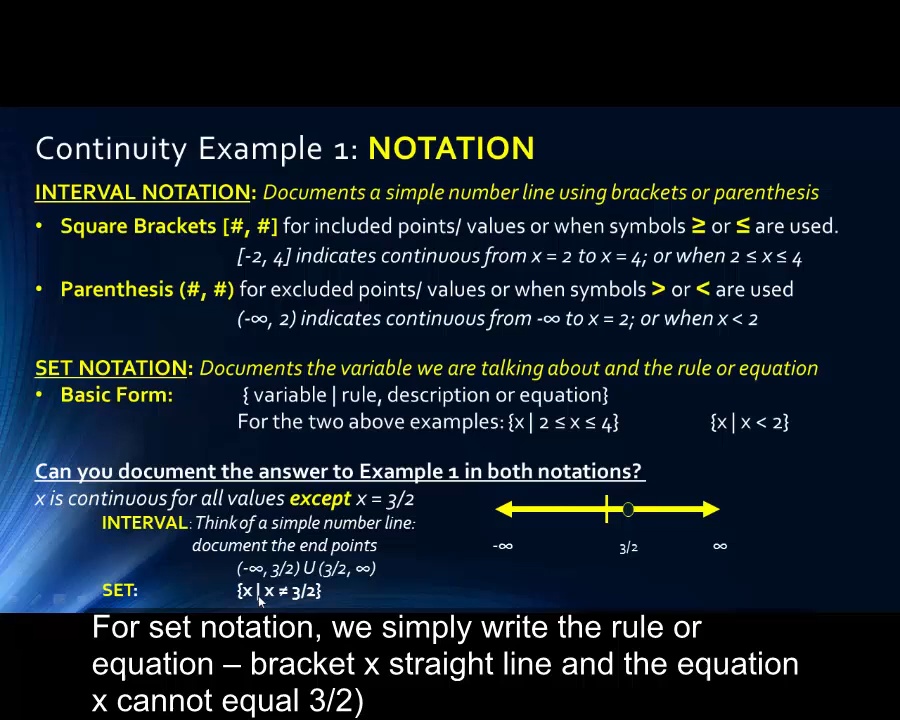 Continuity Example 1: NOTATION
INTERVAL NOTATION: Documents a simple number line using brackets or parenthesis
• Square Brackets [#, #] for included points/ values or when symbols ≥ or ≤ are used.
[-2, 4] indicates continuous from x = 2 to x = 4; or when 2 ≤ x ≤ 4
• Parenthesis (#, #) for excluded points/ values or when symbols > or < are used
(-∞, 2) indicates continuous from -∞ to x = 2; or when x < 2
SET NOTATION: Documents the variable we are talking about and the rule or equation
• Basic Form: { variable | rule, description or equation}
For the two above examples: {x | 2 ≤ x ≤ 4} {x | x < 2}
Can you document the answer to Example 1 in both notations?
x is continuous for all values except x = 3/2
INTERVAL: Think of a simple number line:
document the end points
-∞ 3/2 ∞
(-∞, 3/2) U (3/2, ∞)
SET: {x | x ≠ 3/2}
For set notation, we simply write the rule or
equation – bracket x straight line and the equation
x cannot equal 3/2)